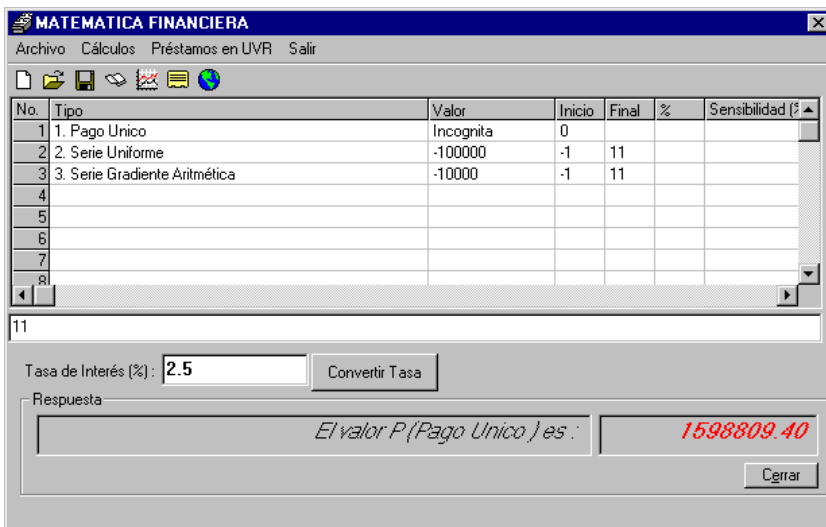 MATEMATICA FINANCIERA
Archivo Cálculos Préstamos en UVR Salir
No. Tipo Valor Inicio Final % Sensibilidad (%
1 1. Pago Unico Incognita 0
2 2. Serie Uniforme -100000 -1 11
3 3. Serie Gradiente Aritmética -10000 -1 11
4
5
6
7
8
11
Tasa de Interés (%) : 2.5 Convertir Tasa
Respuesta
El valor P (Pago Unico ) es : 1598809.40
Cerrar